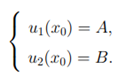 u₁(x₀) = A,
u₂(x₀) = B.